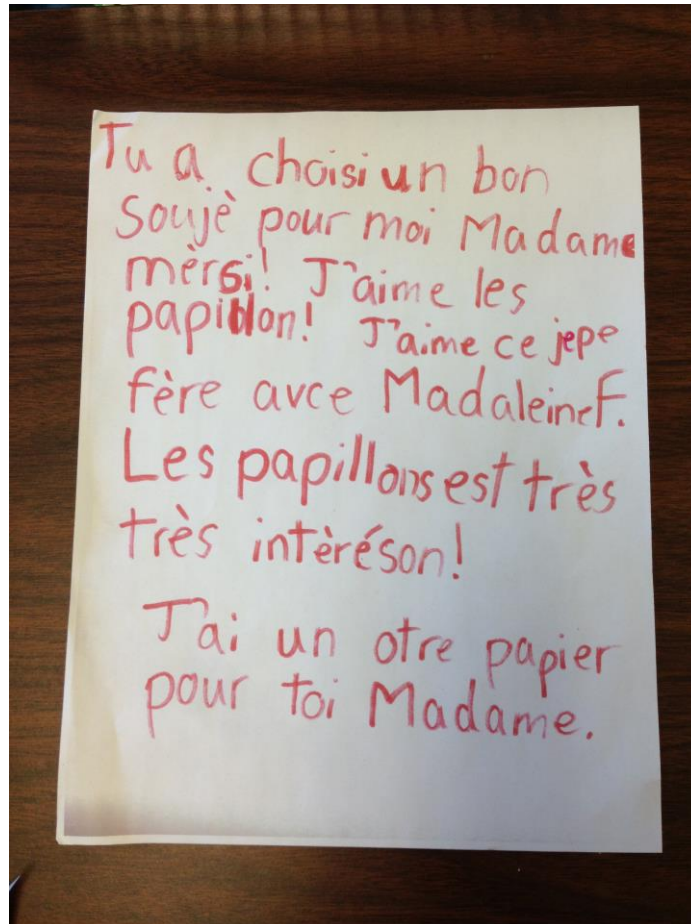 Tu a choisi un bon
soujè pour moi Madame
mèrsi! J'aime les
papillon! J'aime ce jepe
fère avce Madaleine F.
Les papillons est très
très intèréson!
J'ai un otre papier
pour toi Madame.